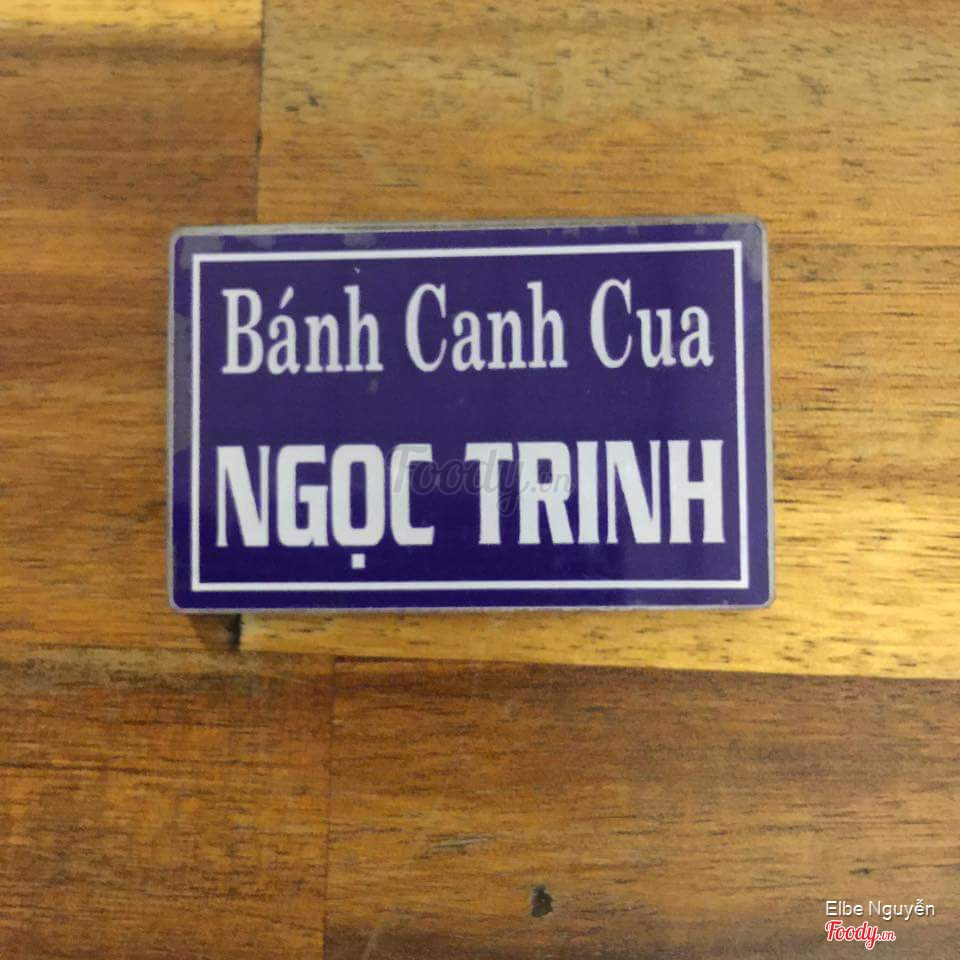 Bánh Canh Cua
NGỌC TRINH
Foody.vn
Elbe Nguyễn
Foody.vn